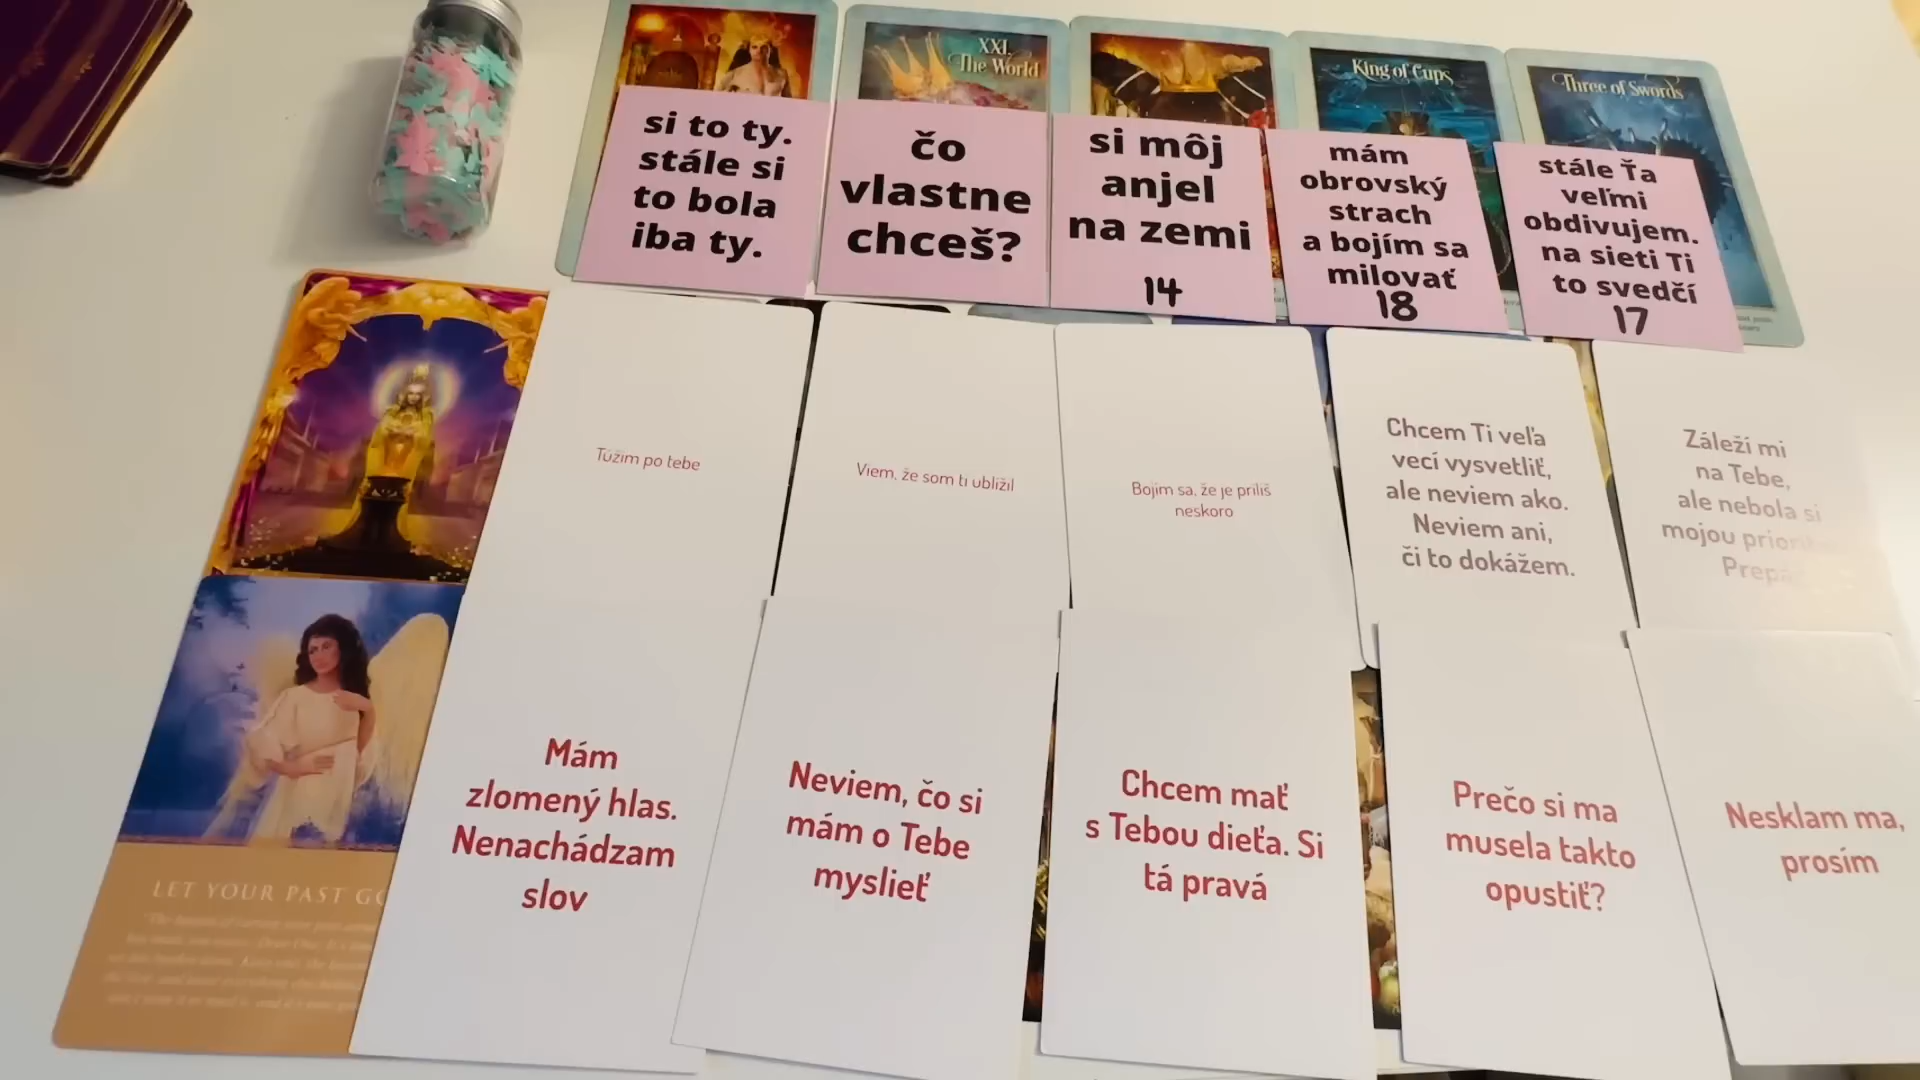 XXI.
The World
King of Cups
Three of Swords
si to ty.
stále si
to bola
iba ty.
čo
vlastne
chceš?
si môj
anjel
na zemi
14
mám
obrovský
strach
a bojím sa
milovať
18
stále Ťa
veľmi
obdivujem.
na sieti Ti
to svedčí
17
Túžim po tebe
Viem, že som ti ublížil
Bojím sa, že je príliš
neskoro
Chcem Ti veľa
vecí vysvetliť,
ale neviem ako.
Neviem ani,
či to dokážem.
Záleží mi
na Tebe,
ale nebola si
mojou
LET YOUR PAST
Mám
zlomený hlas.
Nenachádzam
slov
Neviem, čo si
mám o Tebe
myslieť
Chcem mať
s Tebou dieťa. Si
tá pravá
Prečo si ma
musela takto
opustiť?
Nesklam ma,
prosím